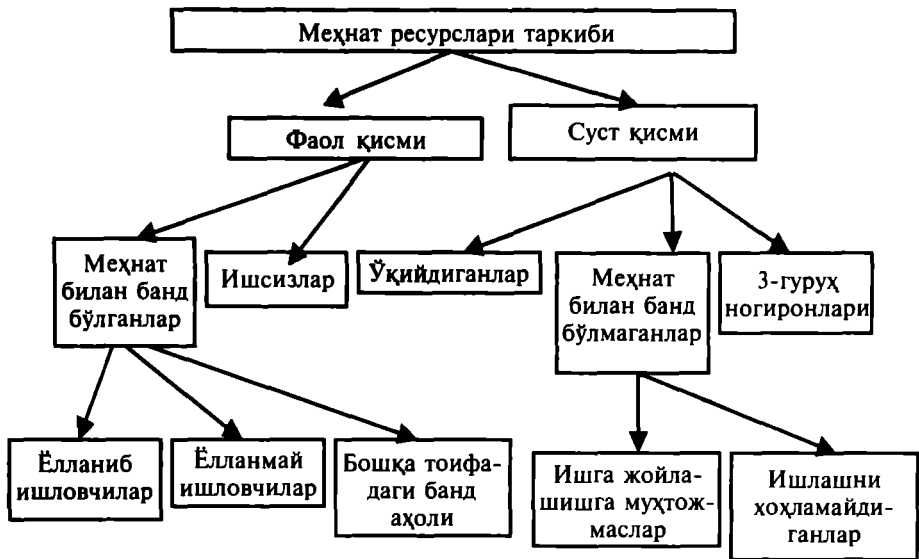 Меҳнат ресурслари таркиби
Фаол қисми
Суст қисми
Меҳнат
билан банд
бўлганлар
Ишсизлар
Ўқийдиганлар
Меҳнат
билан банд
бўлмаганлар
3-гуруҳ
ногиронлари
Ёлланиб
ишловчилар
Ёлланмай
ишловчилар
Бошқа тоифа-
даги банд
аҳоли
Ишга жойла-
шишга муҳтож-
маслар
Ишлашни
хоҳламайди-
ганлар